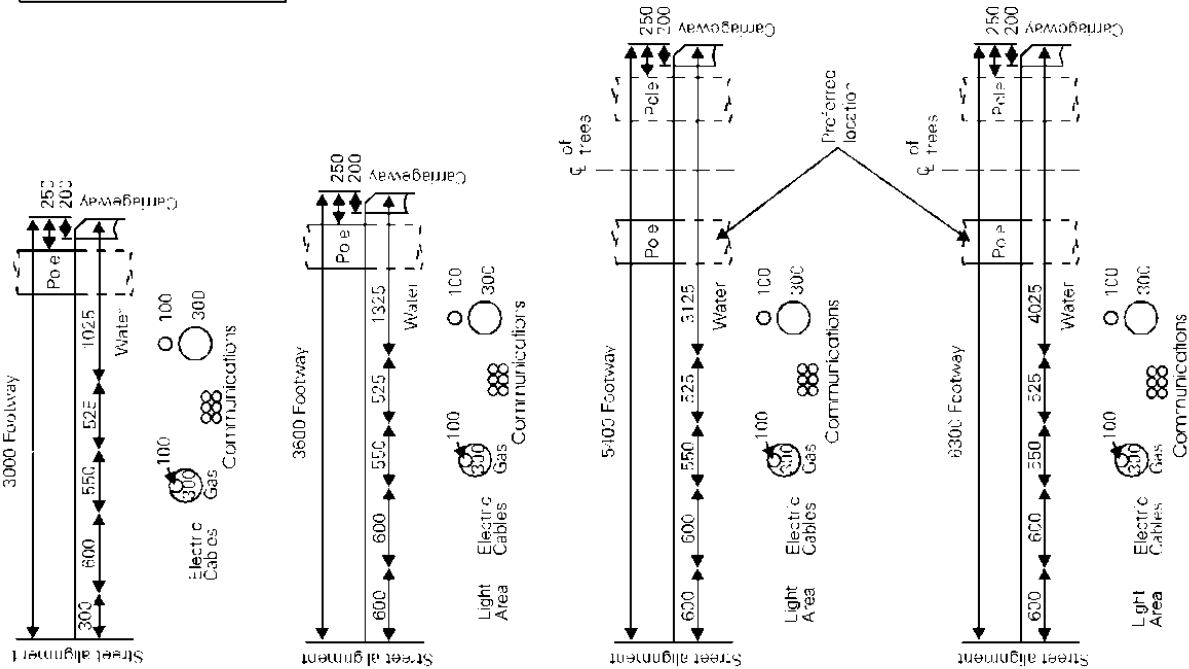 3000 Footway
250
200
Carriageway
Pole
300
600
550
525
1025
Water
100
300
100
300
Electric
Cables
Gas
Communications
Street alignment
3600 Footway
250
200
Carriageway
Pole
600
600
550
525
1325
Water
100
300
100
300
Light
Area
Electric
Cables
Gas
Communications
Street alignment
5400 Footway
250
200
Carriageway
℄ of
trees
Pole
Pole
600
600
550
525
3125
Water
100
300
100
300
Light
Area
Electric
Cables
Gas
Communications
Street alignment
Preferred
location
6300 Footway
250
200
Carriageway
℄ of
trees
Pole
Pole
600
600
550
525
4025
Water
100
300
100
300
Light
Area
Electric
Cables
Gas
Communications
Street alignment